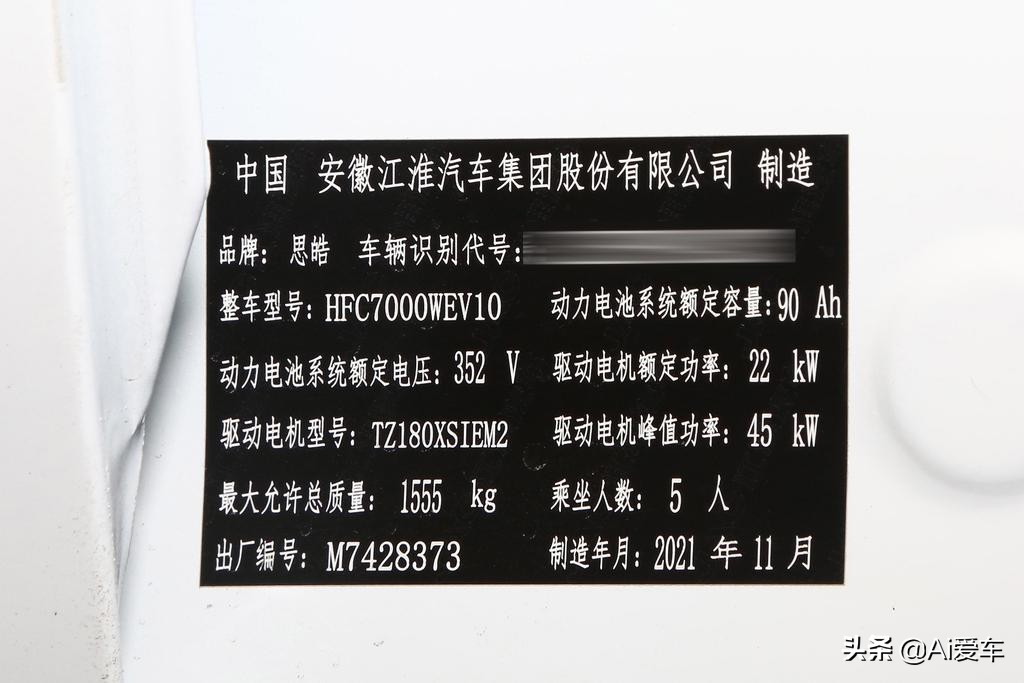 中国 安徽江淮汽车集团股份有限公司 制造
品牌: 思皓 车辆识别代号:
整车型号: HFC7000WEV10 动力电池系统额定容量: 90 Ah
动力电池系统额定电压: 352 V 驱动电机额定功率: 22 kW
驱动电机型号: TZ180XSIEM2 驱动电机峰值功率: 45 kW
最大允许总质量: 1555 kg 乘坐人数: 5 人
出厂编号: M7428373 制造年月: 2021 年 11 月
头条 @Ai爱车